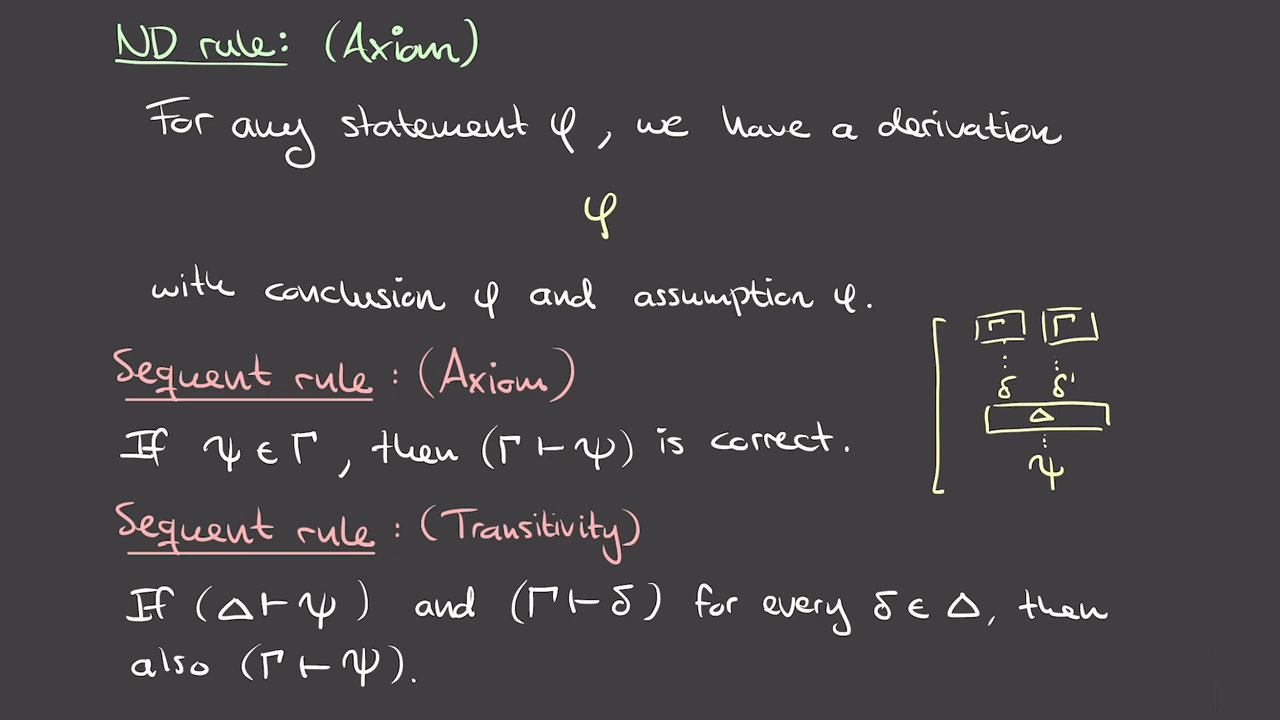 ND rule: (Axiom)
For any statement φ, we have a derivation
φ
with conclusion φ and assumption φ.
Sequent rule: (Axiom)
If ψ ∈ Γ, then (Γ ⊢ ψ) is correct.
Γ Γ
δ δ'
Δ
ψ
Sequent rule: (Transitivity)
If (Δ ⊢ ψ) and (Γ ⊢ δ) for every δ ∈ Δ, then
also (Γ ⊢ ψ).